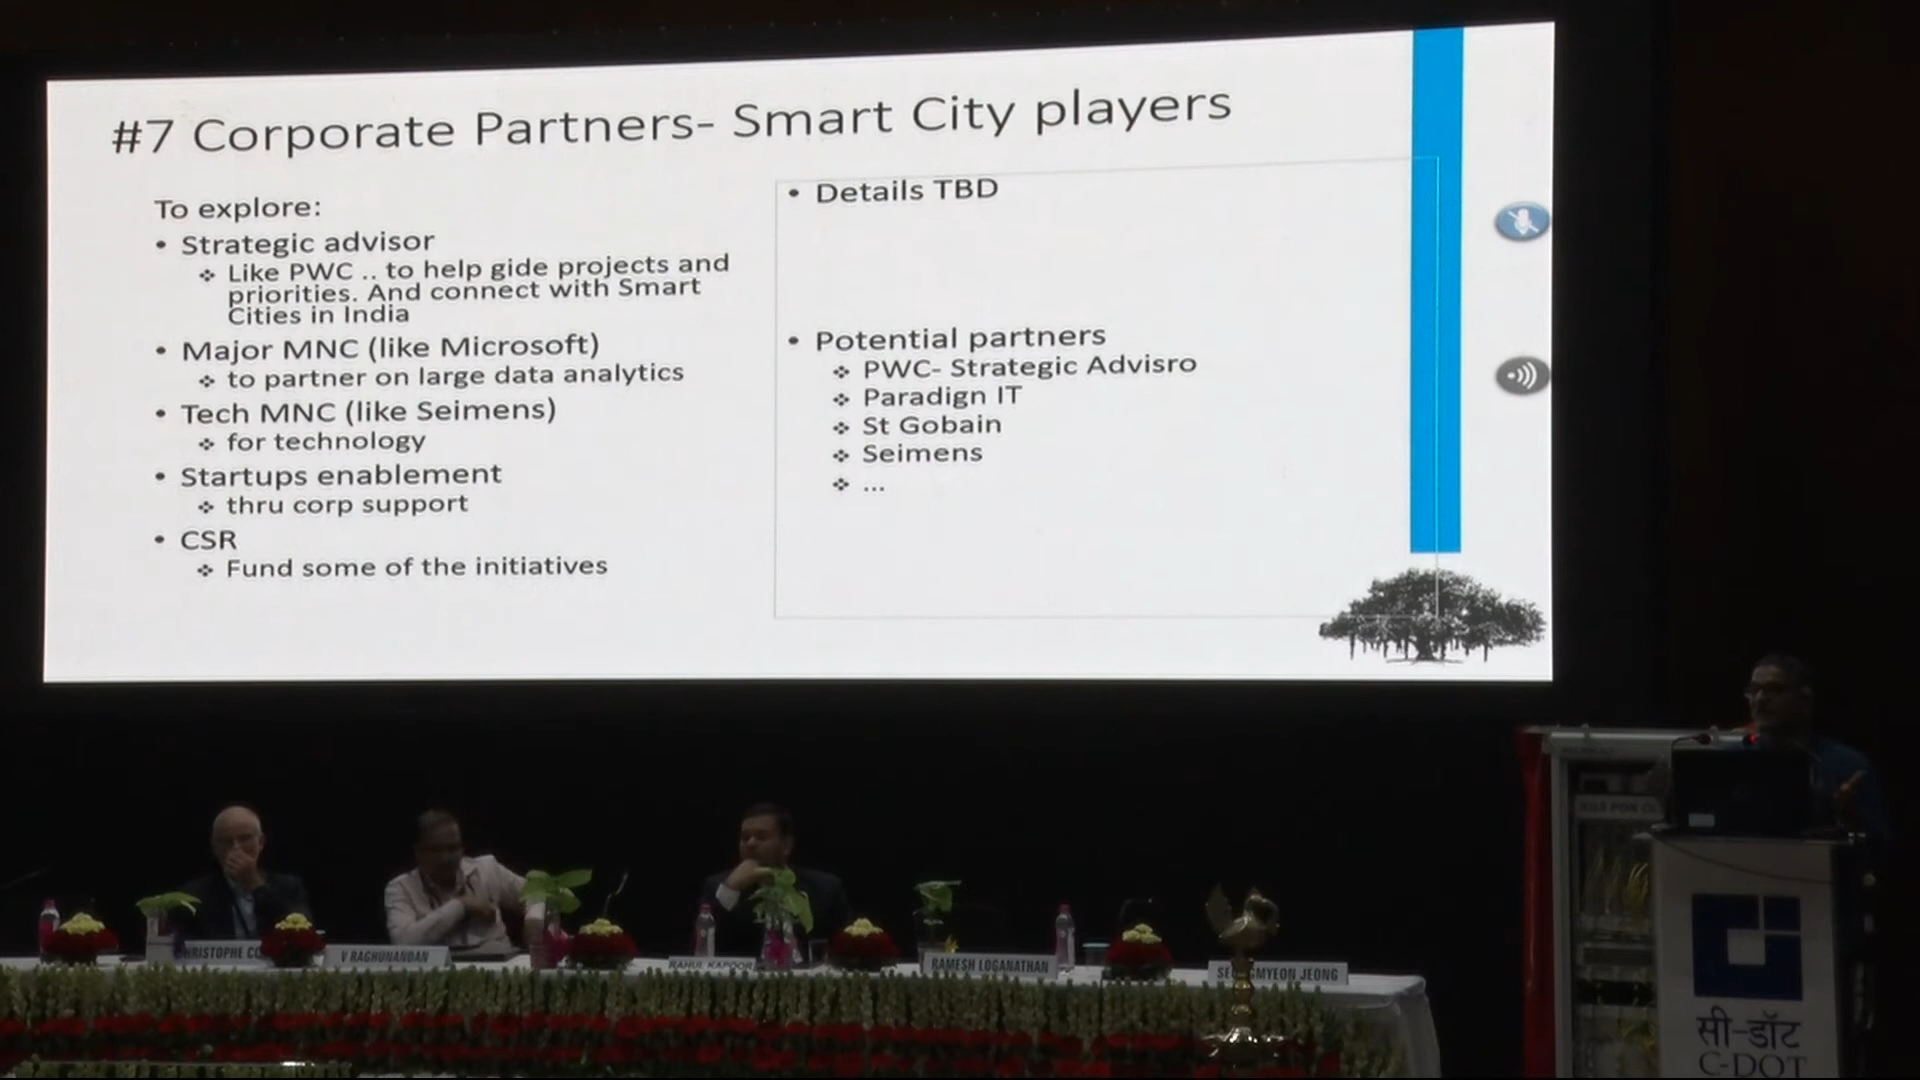 #7 Corporate Partners- Smart City players
To explore:
• Strategic advisor
❖ Like PWC .. to help gide projects and
priorities. And connect with Smart
Cities in India
• Major MNC (like Microsoft)
❖ to partner on large data analytics
• Tech MNC (like Seimens)
❖ for technology
• Startups enablement
❖ thru corp support
• CSR
❖ Fund some of the initiatives
• Details TBD
• Potential partners
❖ PWC- Strategic Advisro
❖ Paradign IT
❖ St Gobain
❖ Seimens
❖ ...
V RAGHUNANDAN
RAHUL KAPOOR
RAMESH LOGANATHAN
MYEON JEONG
सी-डॉट
C-DOT